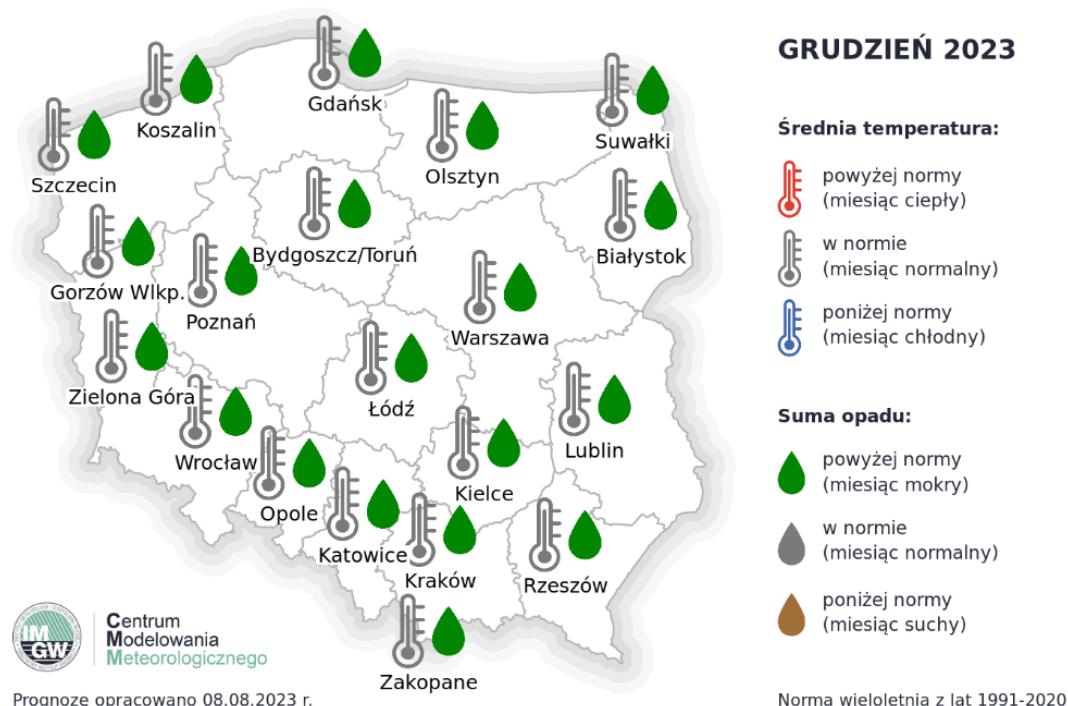 GRUDZIEŃ 2023
Gdańsk
Koszalin
Suwałki
Olsztyn
Szczecin
Bydgoszcz/Toruń
Białystok
Gorzów Wlkp.
Poznań
Warszawa
Zielona Góra
Łódź
Lublin
Wrocław
Kielce
Opole
Katowice
Kraków
Rzeszów
Zakopane
Średnia temperatura:
powyżej normy
(miesiąc ciepły)
w normie
(miesiąc normalny)
poniżej normy
(miesiąc chłodny)
Suma opadu:
powyżej normy
(miesiąc mokry)
w normie
(miesiąc normalny)
poniżej normy
(miesiąc suchy)
IM
GW
Centrum
Modelowania
Meteorologicznego
Prognozę opracowano 08.08.2023 r.
Norma wieloletnia z lat 1991-2020